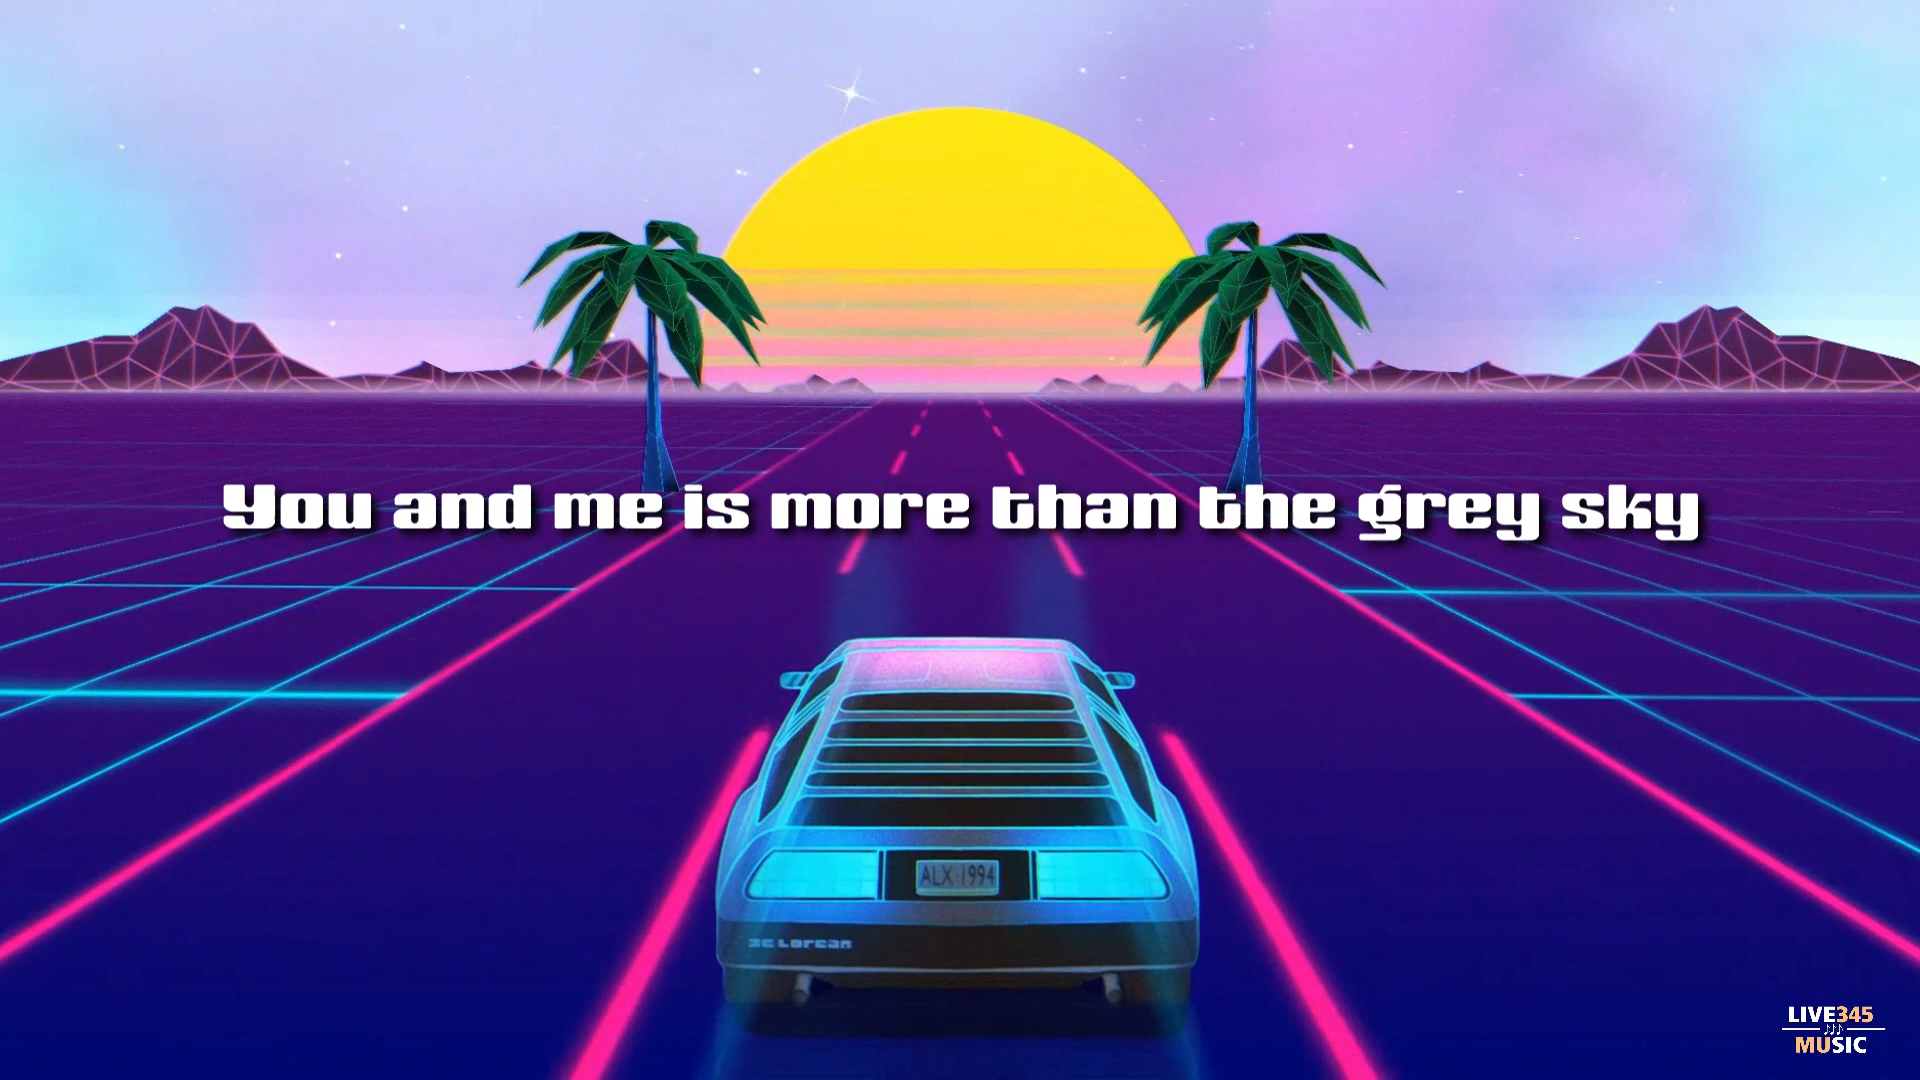 You and me is more than the grey sky
ALX·1994
DeLorean
LIVE345
MUSIC